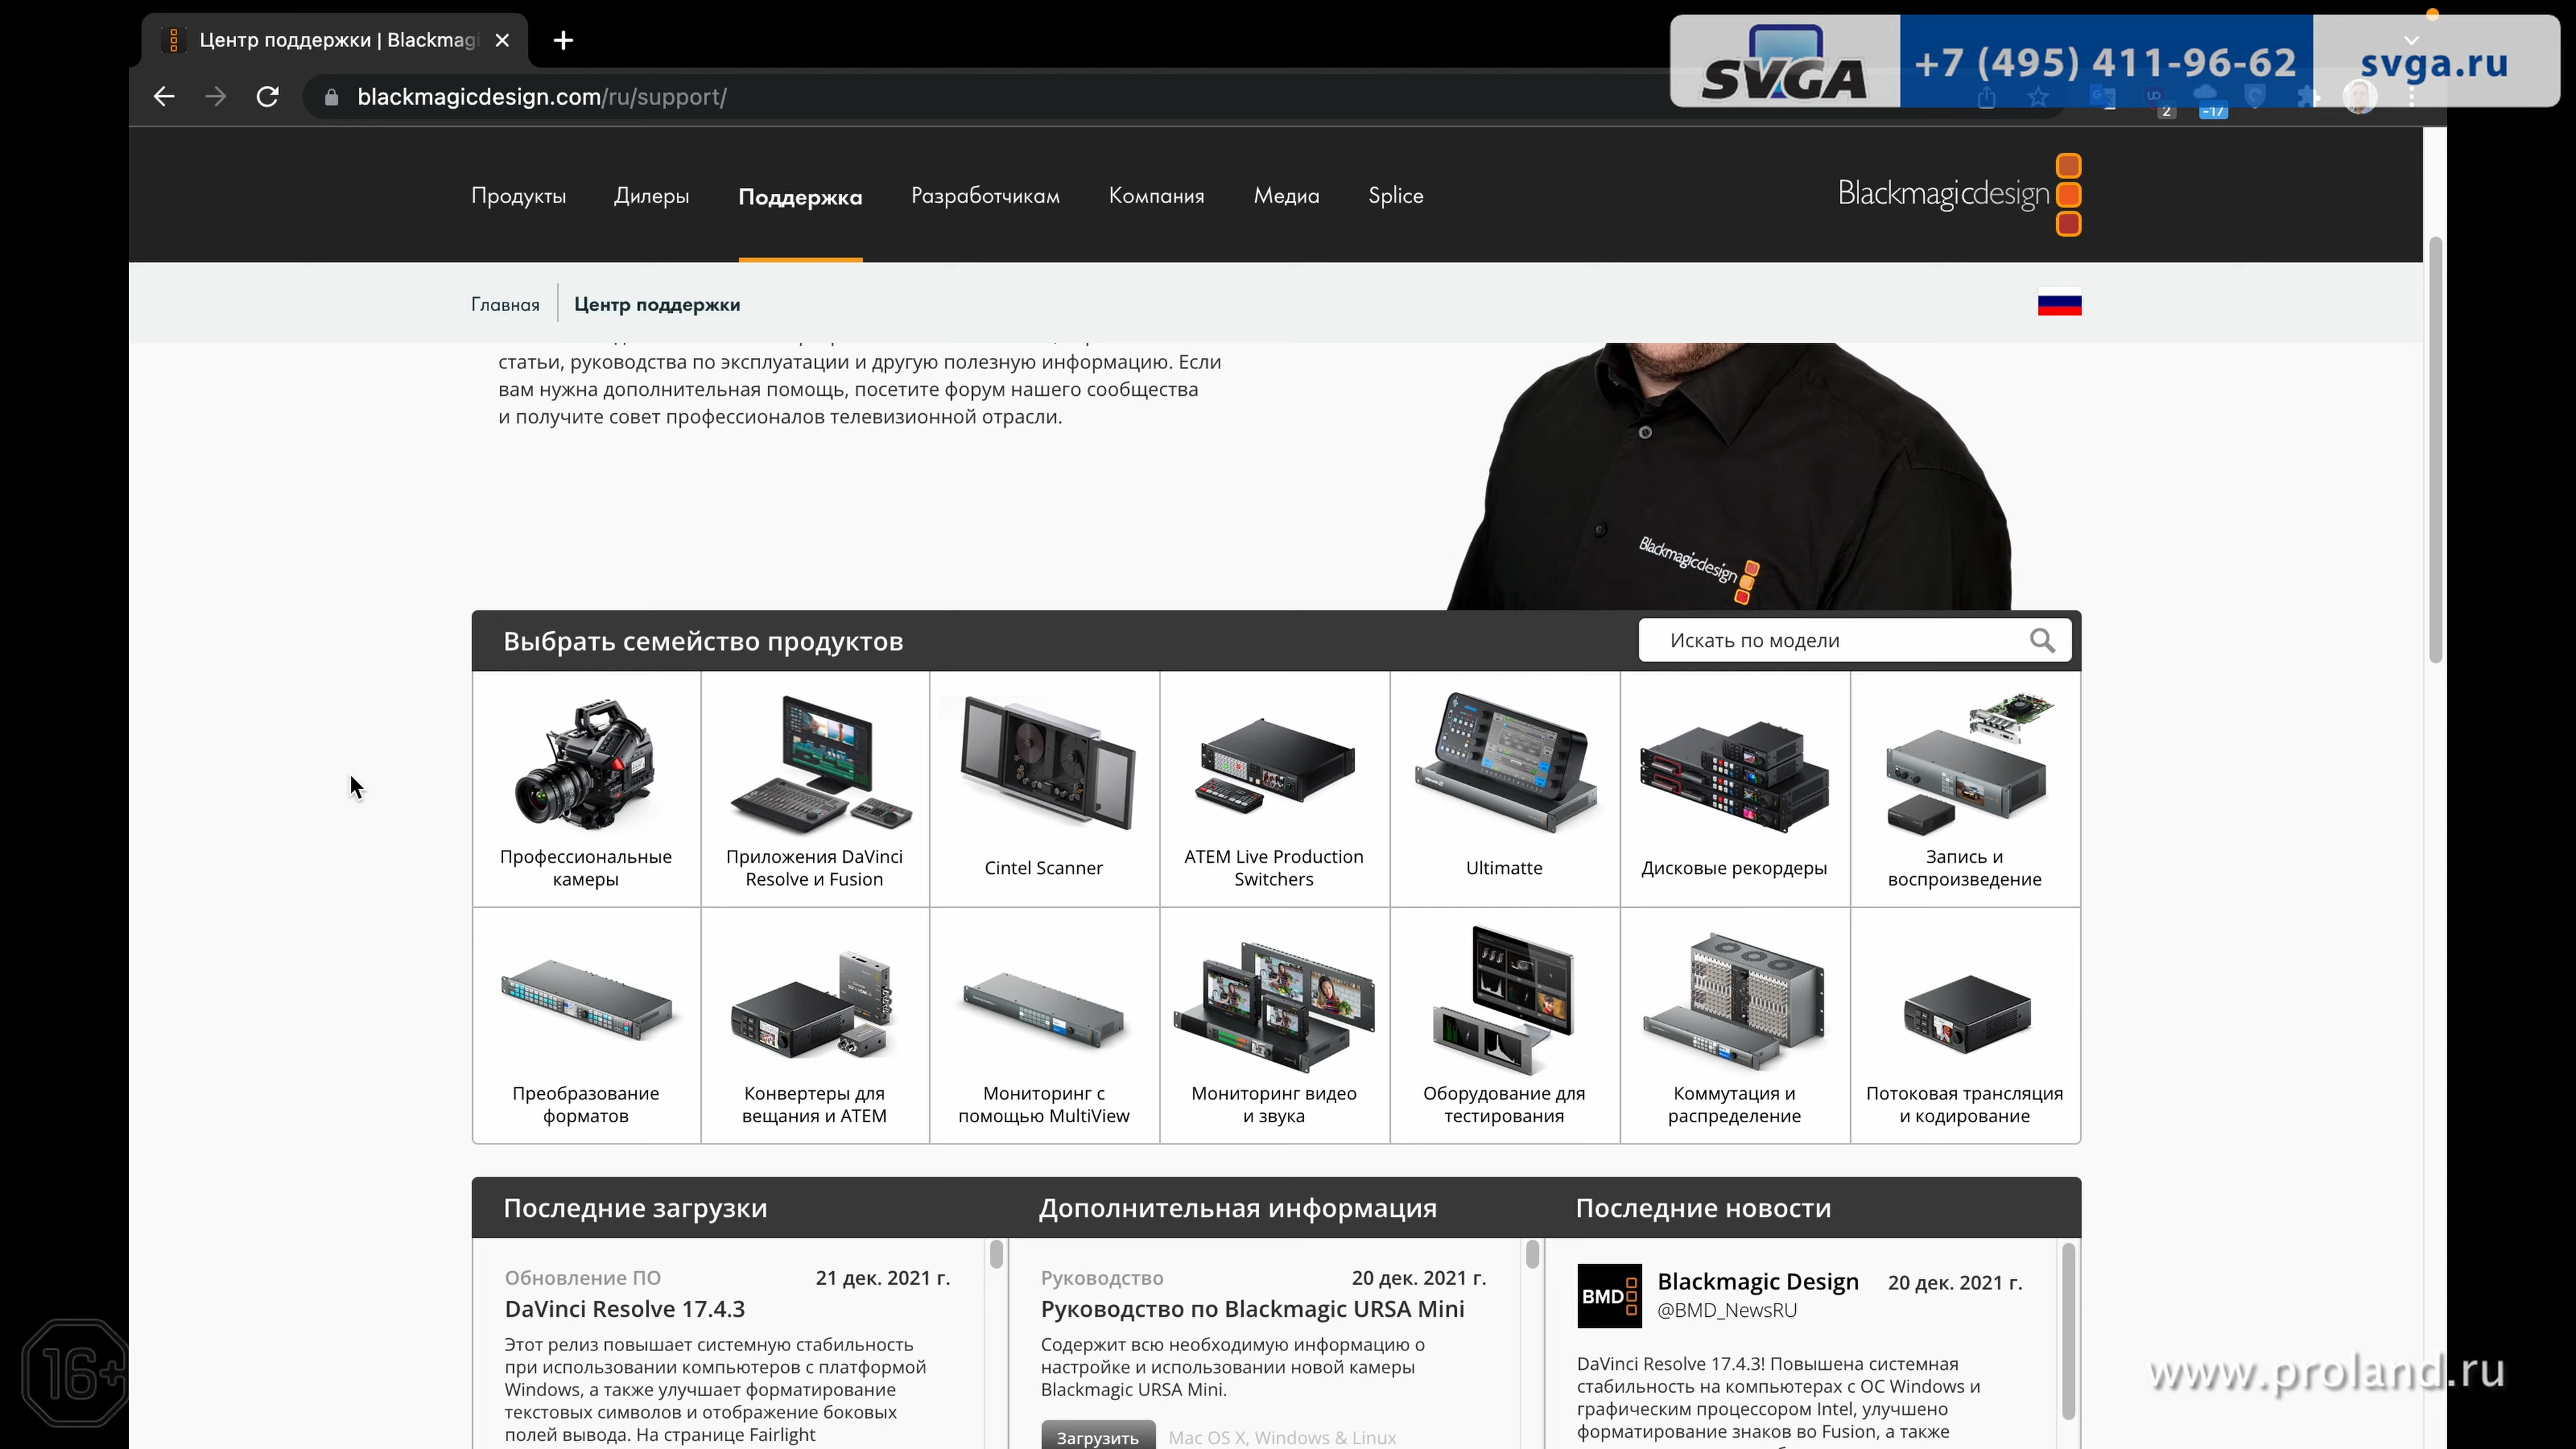 Центр поддержки | Blackmagi
SVGA
+7 (495) 411-96-62
svga.ru
blackmagicdesign.com/ru/support/
2
-17
Продукты
Дилеры
Поддержка
Разработчикам
Компания
Медиа
Splice
Blackmagicdesign
Главная
Центр поддержки
статьи, руководства по эксплуатации и другую полезную информацию. Если
вам нужна дополнительная помощь, посетите форум нашего сообщества
и получите совет профессионалов телевизионной отрасли.
Blackmagicdesign
Выбрать семейство продуктов
Искать по модели
Профессиональные
камеры
Приложения DaVinci
Resolve и Fusion
Cintel Scanner
ATEM Live Production
Switchers
Ultimatte
Дисковые рекордеры
Запись и
воспроизведение
Преобразование
форматов
Конвертеры для
вещания и ATEM
Мониторинг с
помощью MultiView
Мониторинг видео
и звука
Оборудование для
тестирования
Коммутация и
распределение
Потоковая трансляция
и кодирование
Последние загрузки
Дополнительная информация
Последние новости
Обновление ПО
21 дек. 2021 г.
DaVinci Resolve 17.4.3
Этот релиз повышает системную стабильность
при использовании компьютеров с платформой
Windows, а также улучшает форматирование
текстовых символов и отображение боковых
полей вывода. На странице Fairlight
Руководство
20 дек. 2021 г.
Руководство по Blackmagic URSA Mini
Содержит всю необходимую информацию о
настройке и использовании новой камеры
Blackmagic URSA Mini.
Загрузить
Mac OS X, Windows & Linux
BMD
Blackmagic Design
20 дек. 2021 г.
@BMD_NewsRU
DaVinci Resolve 17.4.3! Повышена системная
стабильность на компьютерах с ОС Windows и
графическим процессором Intel, улучшено
форматирование знаков во Fusion, а также
16+
www.proland.ru